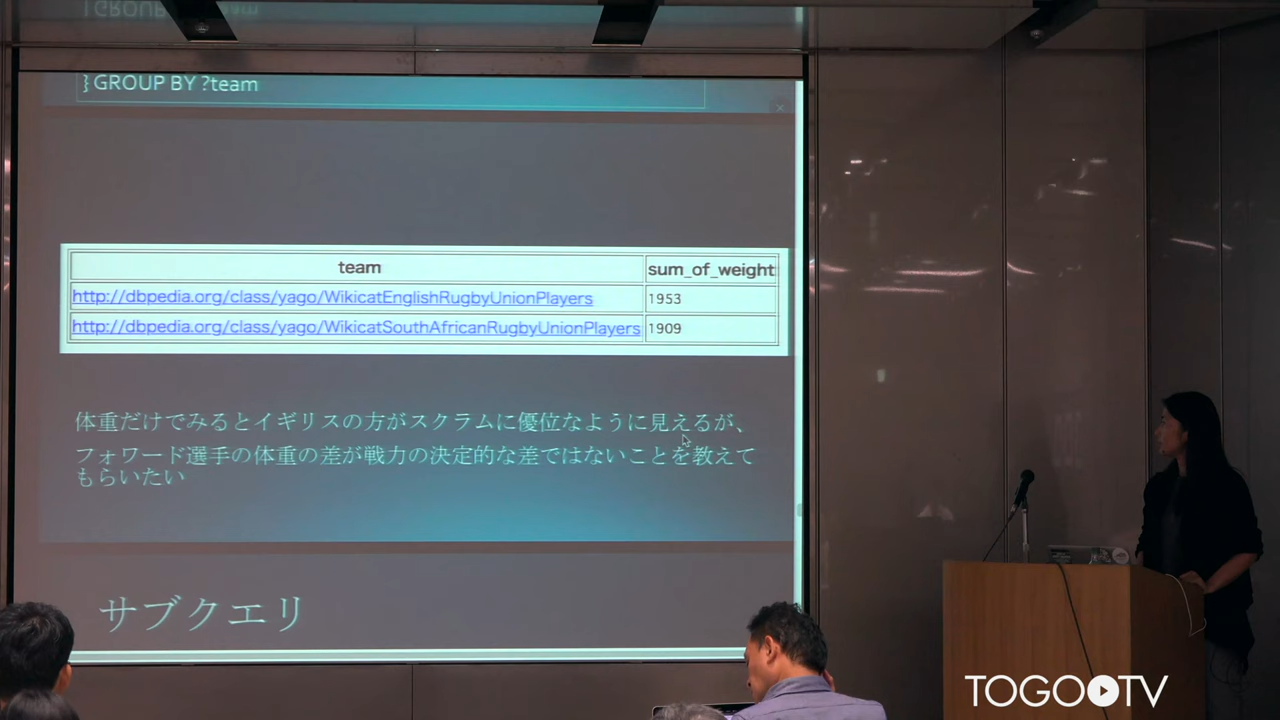 } GROUP BY ?team
team sum_of_weight
http://dbpedia.org/class/yago/WikicatEnglishRugbyUnionPlayers 1953
http://dbpedia.org/class/yago/WikicatSouthAfricanRugbyUnionPlayers 1909
体重だけでみるとイギリスの方がスクラムに優位なように見えるが、
フォワード選手の体重の差が戦力の決定的な差ではないことを教えて
もらいたい
サブクエリ
TOGOTV